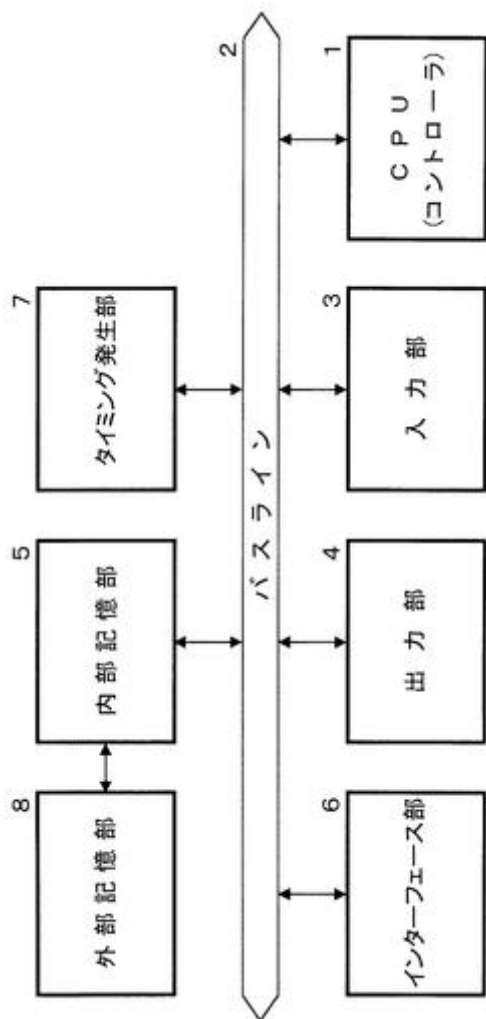 8
外部記憶部
5
内部記憶部
7
タイミング発生部
バスライン
2
6
インターフェース部
4
出力部
3
入力部
1
CPU
(コントローラ)